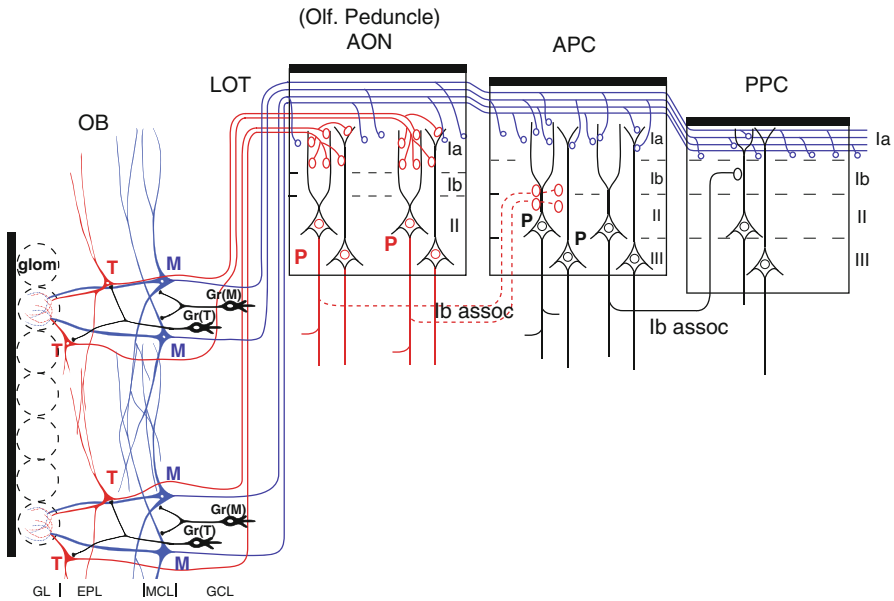 (Olf. Peduncle)
AON
APC
PPC
LOT
OB
Ia
Ib
II
P
P
Ia
Ib
II
III
P
P
Ia
Ib
II
III
Ib assoc
Ib assoc
glom
T
M
Gr(M)
Gr(T)
T
M
T
M
Gr(M)
Gr(T)
T
M
GL
EPL
MCL
GCL